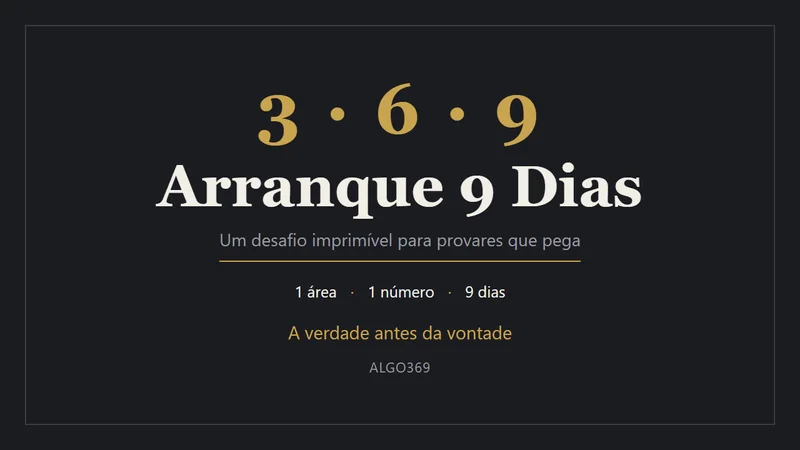 3 · 6 · 9
Arranque 9 Dias
Um desafio imprimível para provares que pega
1 área · 1 número · 9 dias
A verdade antes da vontade
ALGO369